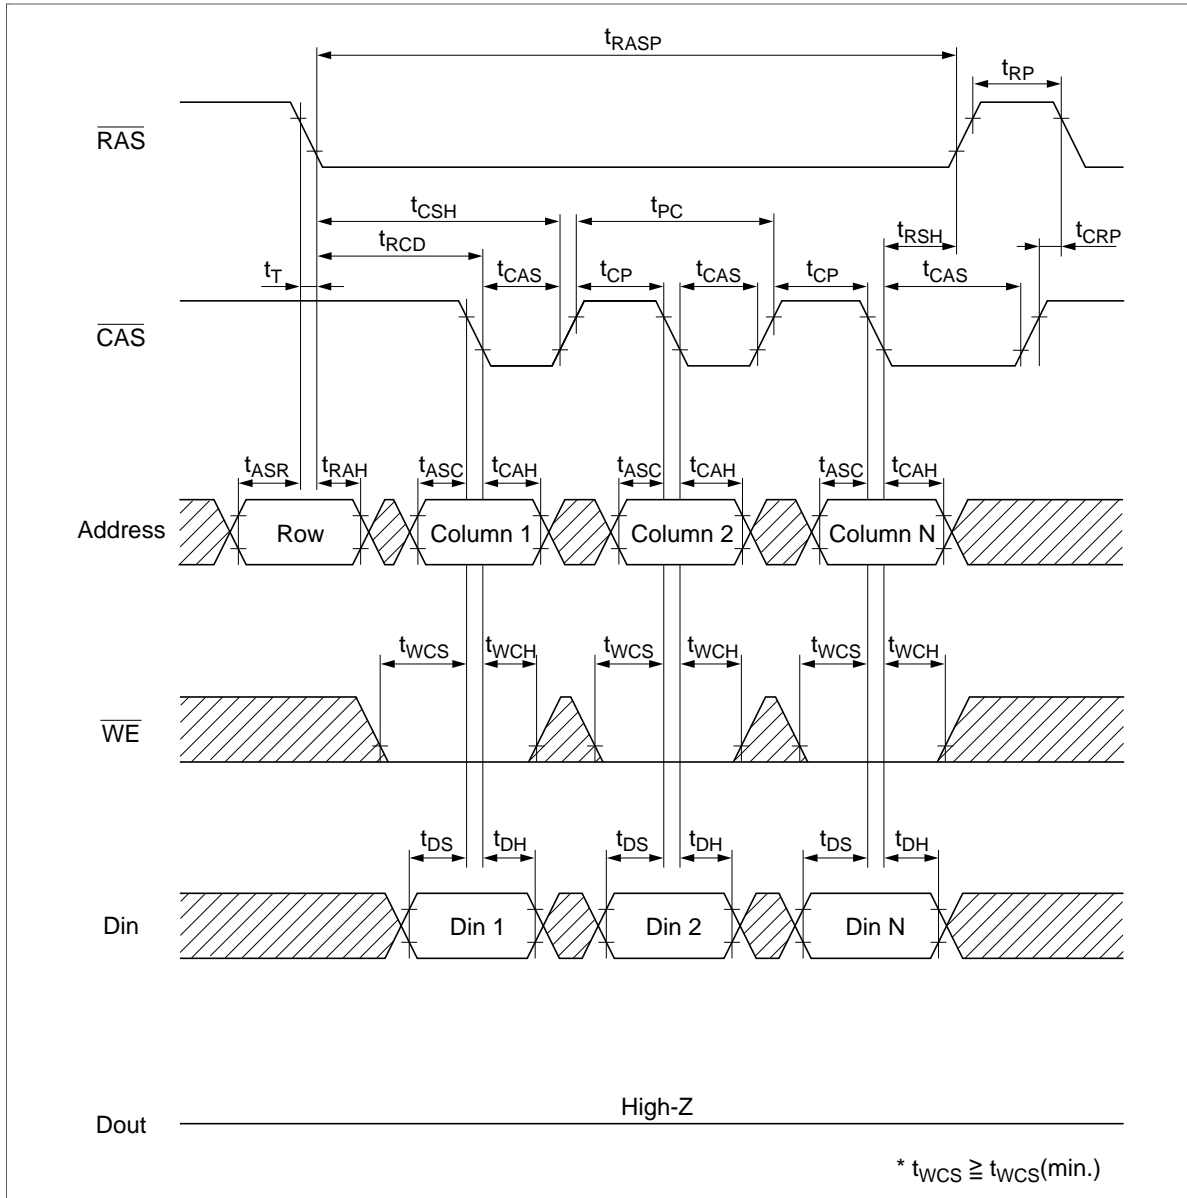 tRASP
tRP
RAS
tCSH
tPC
tRCD
tRSH
tCRP
tT
tCAS
tCP
tCAS
tCP
tCAS
CAS
tASR
tRAH
tASC
tCAH
tASC
tCAH
tASC
tCAH
Address
Row
Column 1
Column 2
Column N
tWCS
tWCH
tWCS
tWCH
tWCS
tWCH
WE
tDS
tDH
tDS
tDH
tDS
tDH
Din
Din 1
Din 2
Din N
High-Z
Dout
* tWCS ≧ tWCS(min.)